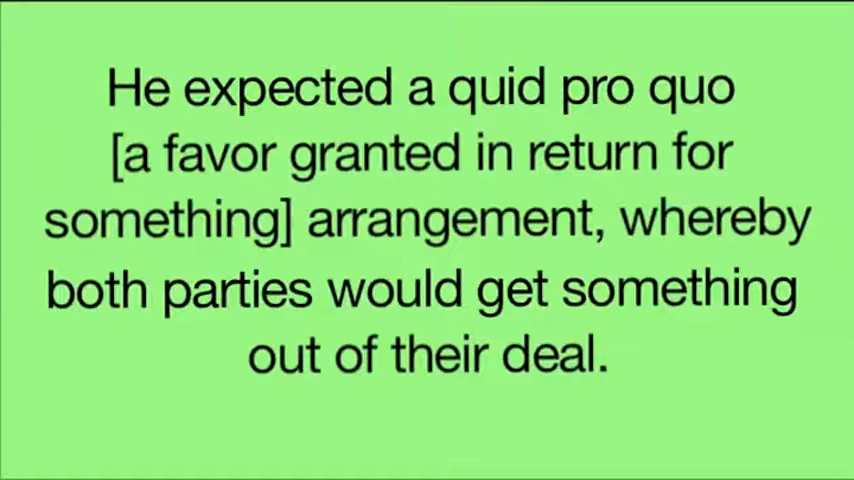 He expected a quid pro quo
[a favor granted in return for
something] arrangement, whereby
both parties would get something
out of their deal.